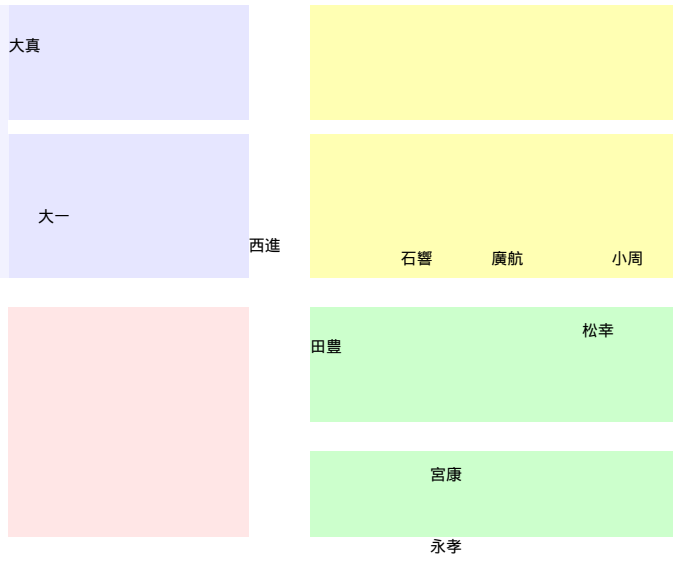 大真
大一
西進
石響
廣航
小周
松幸
田豊
宮康
永孝